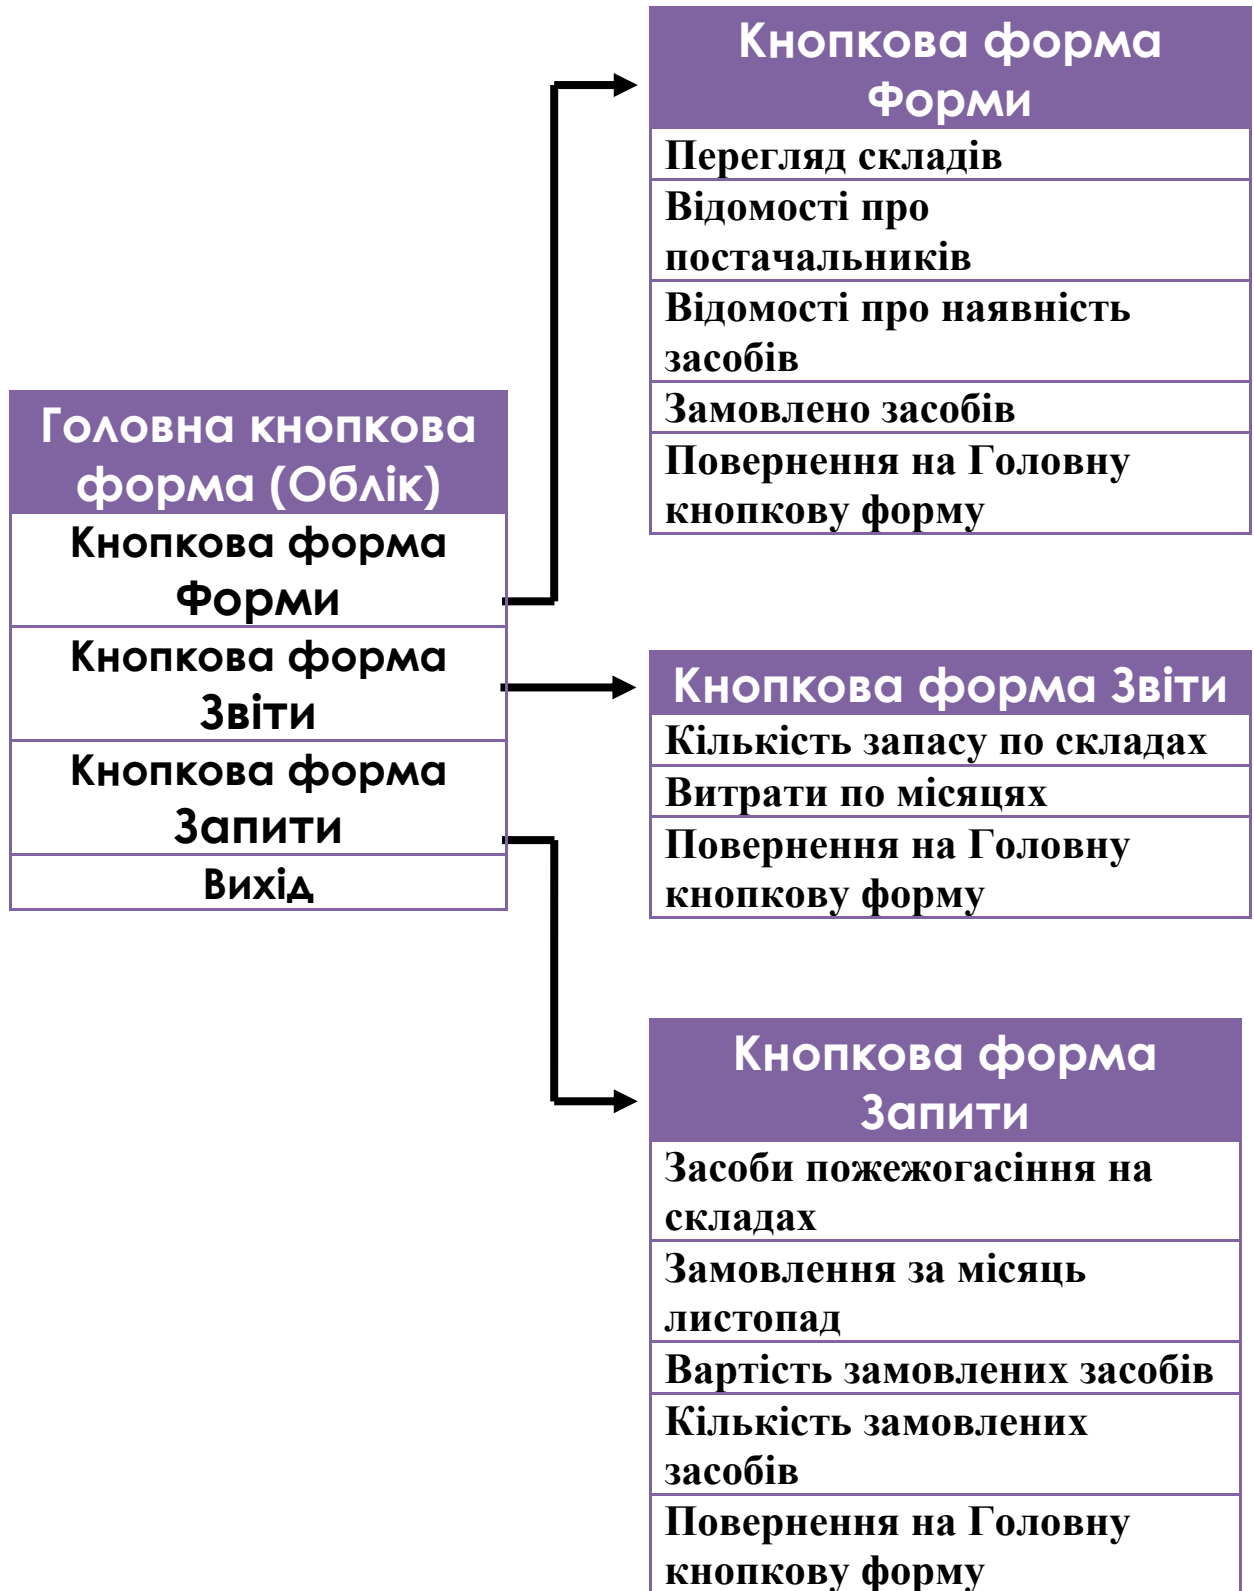 Головна кнопкова
форма (Облік)
Кнопкова форма
Форми
Кнопкова форма
Звіти
Кнопкова форма
Запити
Вихід
Кнопкова форма
Форми
Перегляд складів
Відомості про
постачальників
Відомості про наявність
засобів
Замовлено засобів
Повернення на Головну
кнопкову форму
Кнопкова форма Звіти
Кількість запасу по складах
Витрати по місяцях
Повернення на Головну
кнопкову форму
Кнопкова форма
Запити
Засоби пожежогасіння на
складах
Замовлення за місяць
листопад
Вартість замовлених засобів
Кількість замовлених
засобів
Повернення на Головну
кнопкову форму